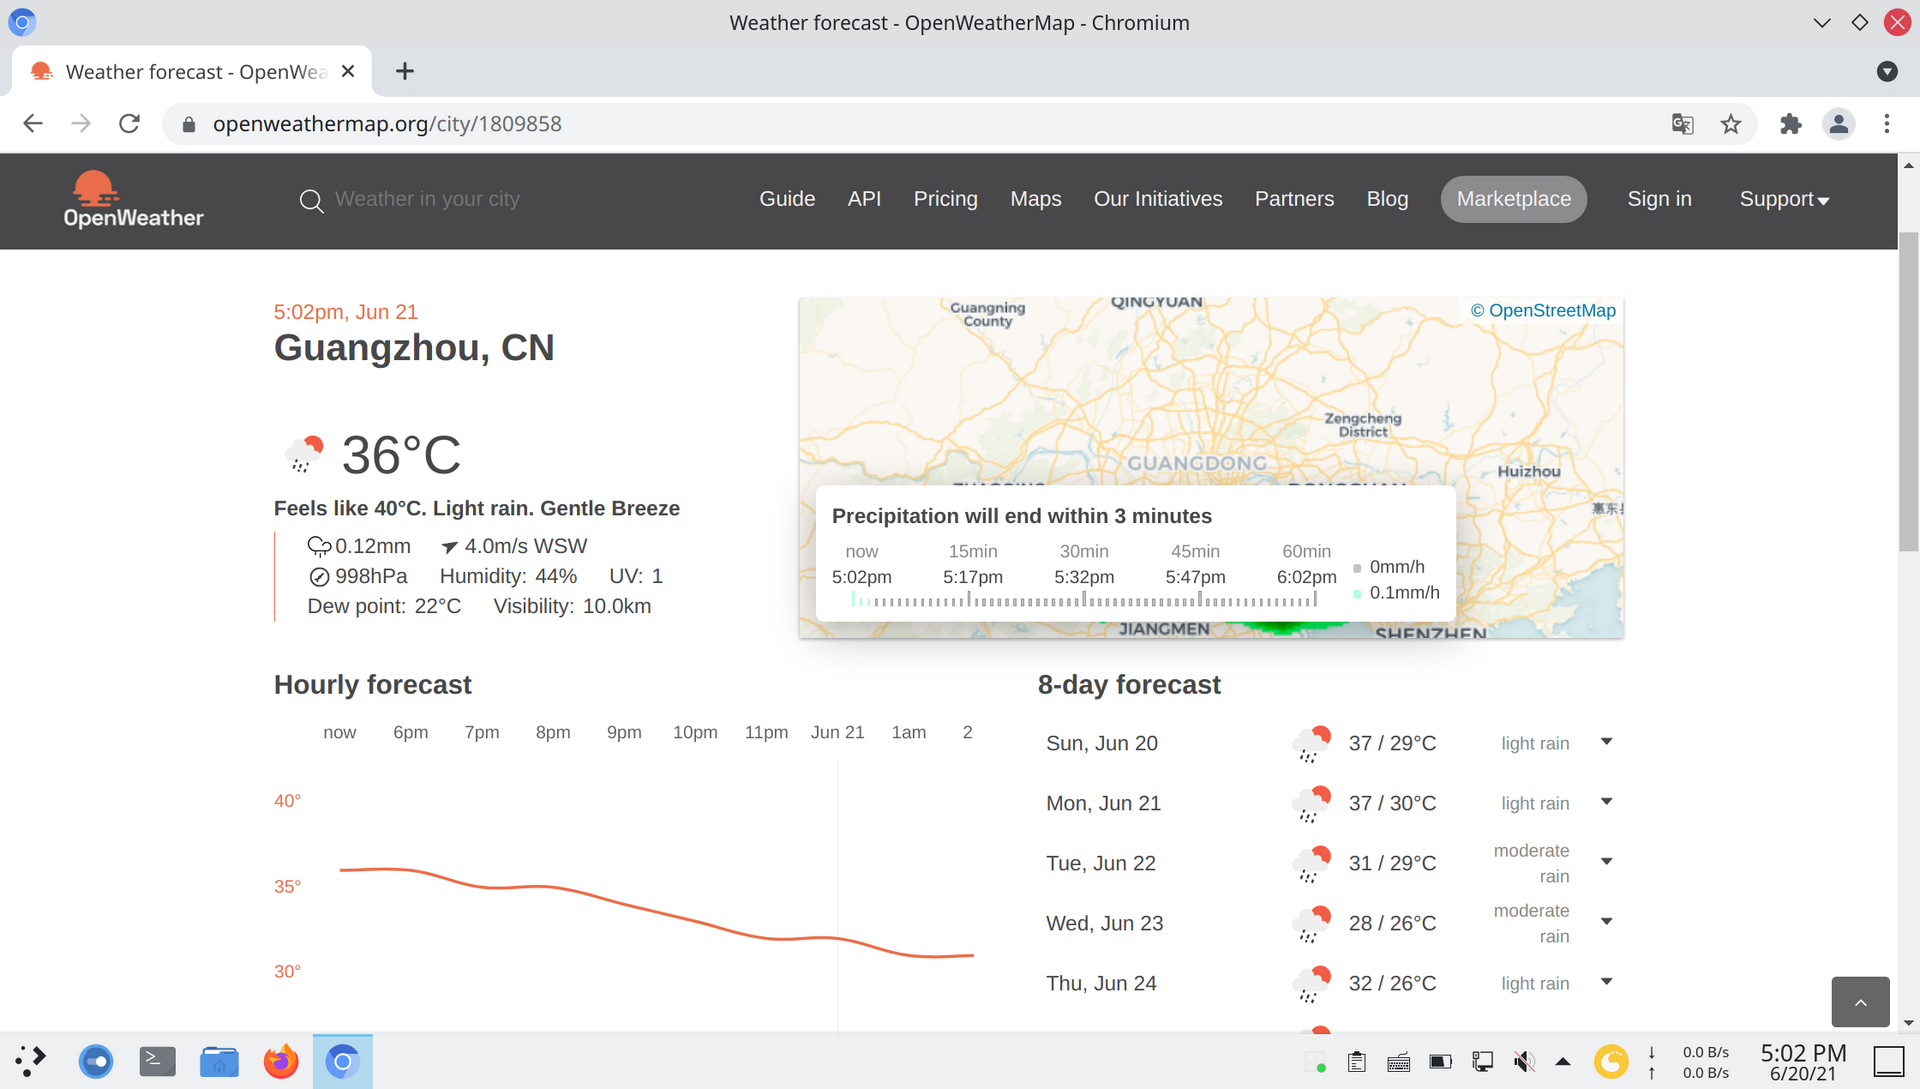 Weather forecast - OpenWeatherMap - Chromium
Weather forecast - OpenWea
openweathermap.org/city/1809858
OpenWeather
Weather in your city
Guide API Pricing Maps Our Initiatives Partners Blog Marketplace Sign in Support
5:02pm, Jun 21
Guangzhou, CN
36°C
Feels like 40°C. Light rain. Gentle Breeze
0.12mm 4.0m/s WSW
998hPa Humidity: 44% UV: 1
Dew point: 22°C Visibility: 10.0km
Guangning
County
QINGYUAN
© OpenStreetMap
Zengcheng
District
GUANGDONG
Huizhou
惠东
Precipitation will end within 3 minutes
now 15min 30min 45min 60min
5:02pm 5:17pm 5:32pm 5:47pm 6:02pm
0mm/h
0.1mm/h
JIANGMEN
SHENZHEN
Hourly forecast
now 6pm 7pm 8pm 9pm 10pm 11pm Jun 21 1am 2
40°
35°
30°
8-day forecast
Sun, Jun 20 37 / 29°C light rain
Mon, Jun 21 37 / 30°C light rain
Tue, Jun 22 31 / 29°C moderate
rain
Wed, Jun 23 28 / 26°C moderate
rain
Thu, Jun 24 32 / 26°C light rain
0.0 B/s
0.0 B/s
5:02 PM
6/20/21